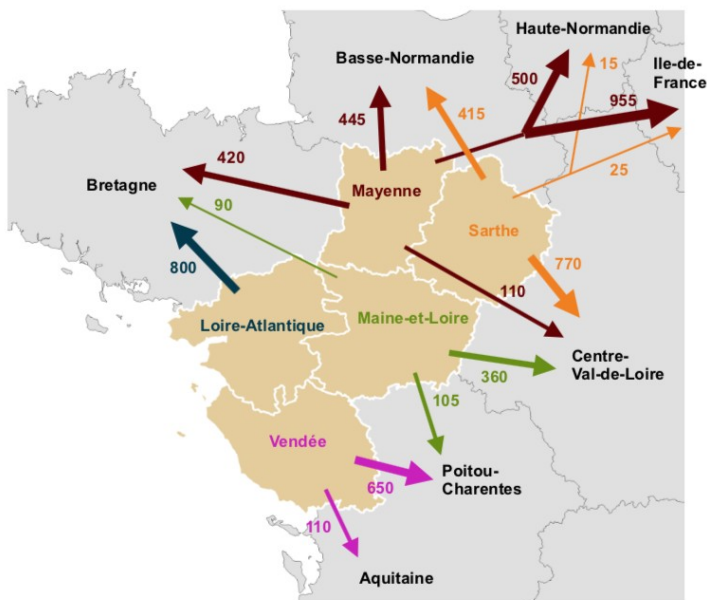 Haute-Normandie
Basse-Normandie
15
Ile-de-
France
500
955
445
415
420
25
Bretagne
Mayenne
90
Sarthe
800
770
110
Loire-Atlantique
Maine-et-Loire
Centre-
Val-de-Loire
360
105
Vendée
Poitou-
Charentes
650
110
Aquitaine